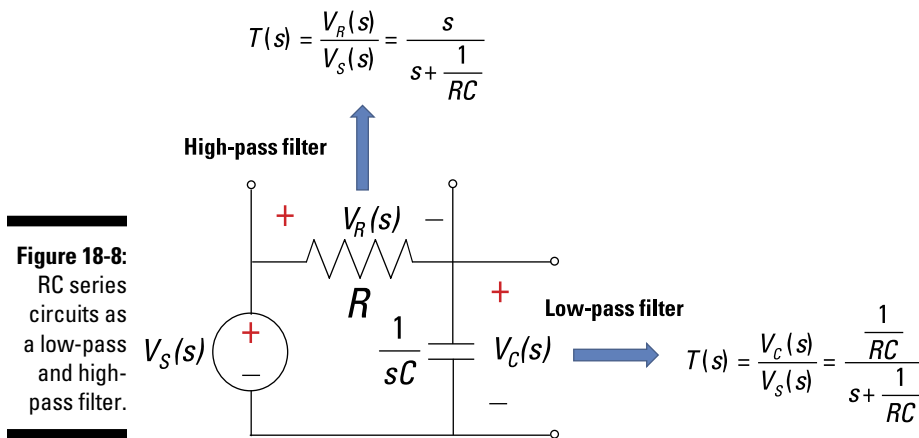 T(s) = V_R(s) / V_S(s) = s / (s + 1/RC)
High-pass filter
+ V_R(s) −
R
Figure 18-8:
RC series
circuits as
a low-pass
and high-
pass filter.
V_S(s)
+
−
1/sC
+
V_C(s)
−
Low-pass filter
T(s) = V_C(s) / V_S(s) = (1/RC) / (s + 1/RC)